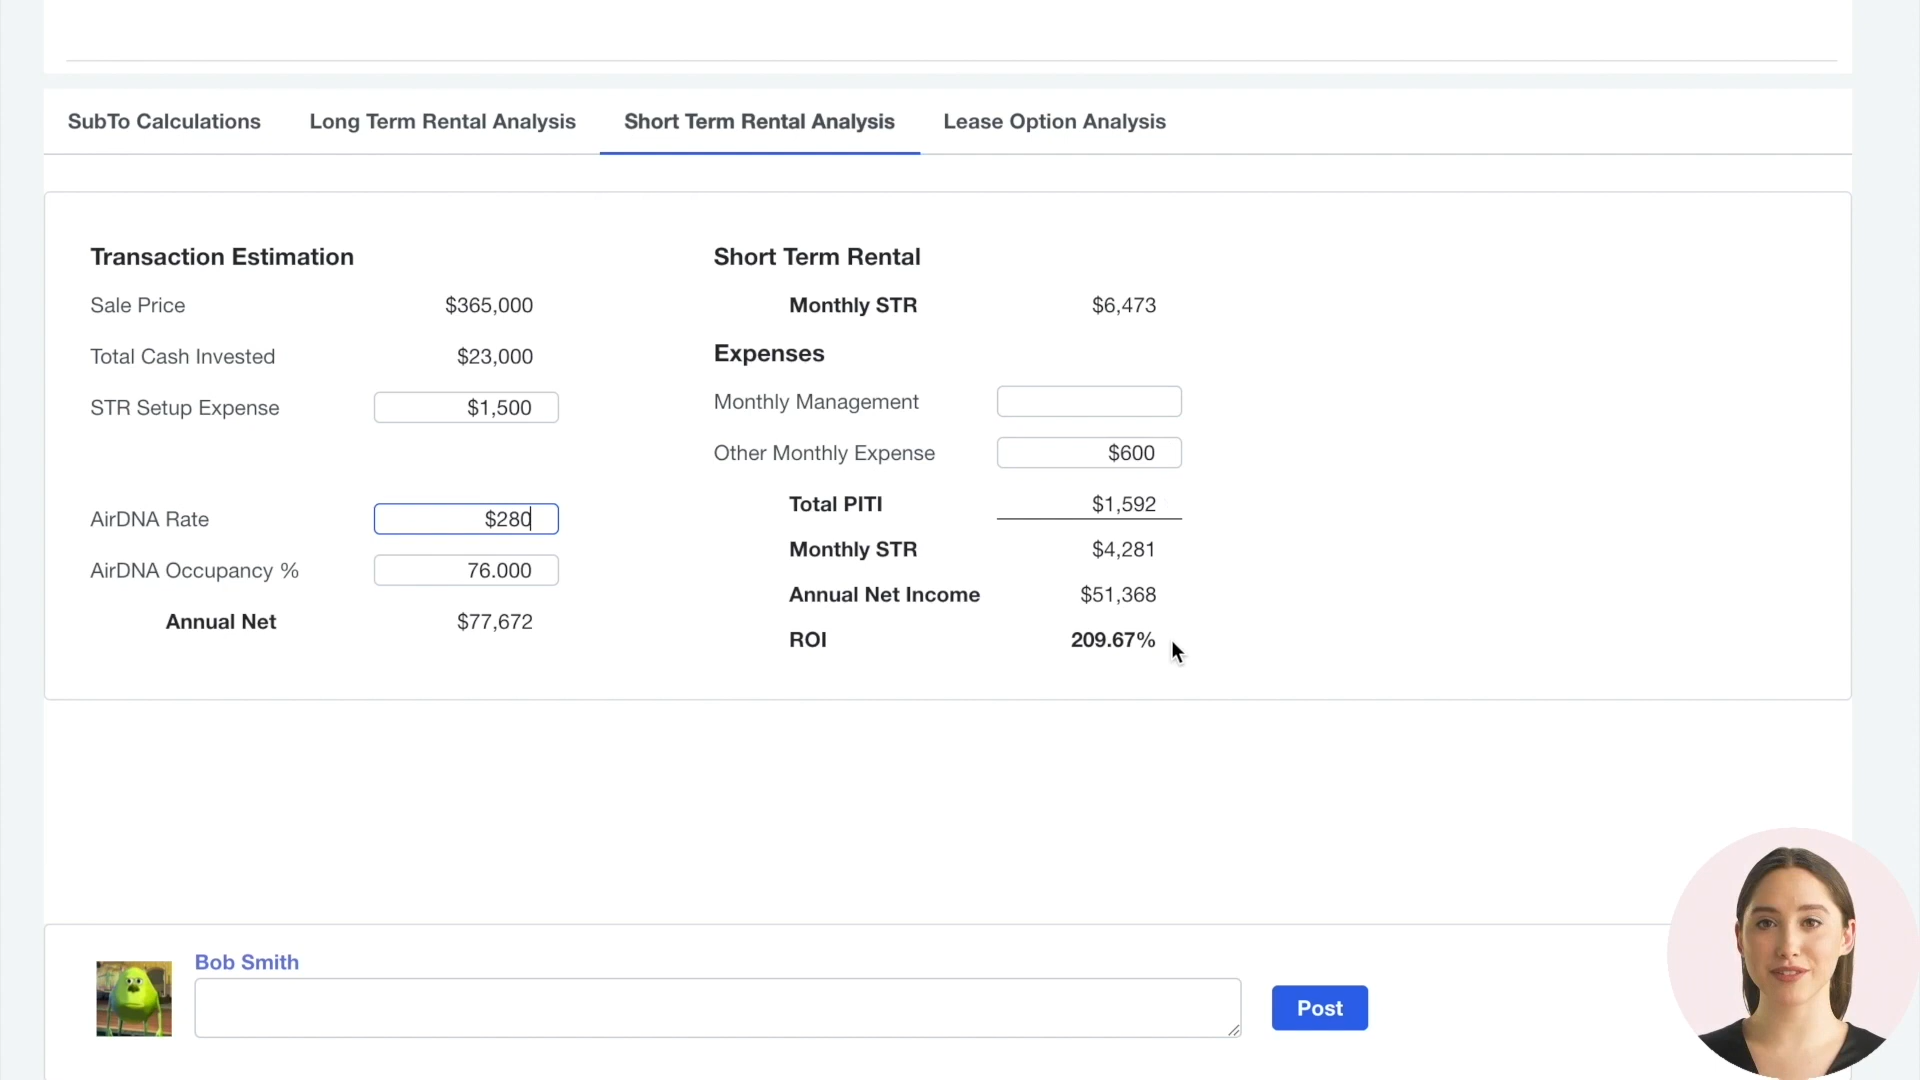 SubTo Calculations
Long Term Rental Analysis
Short Term Rental Analysis
Lease Option Analysis
Transaction Estimation
Sale Price $365,000
Total Cash Invested $23,000
STR Setup Expense $1,500
AirDNA Rate $280
AirDNA Occupancy % 76.000
Annual Net $77,672
Short Term Rental
Monthly STR $6,473
Expenses
Monthly Management
Other Monthly Expense $600
Total PITI $1,592
Monthly STR $4,281
Annual Net Income $51,368
ROI 209.67%
Bob Smith
Post